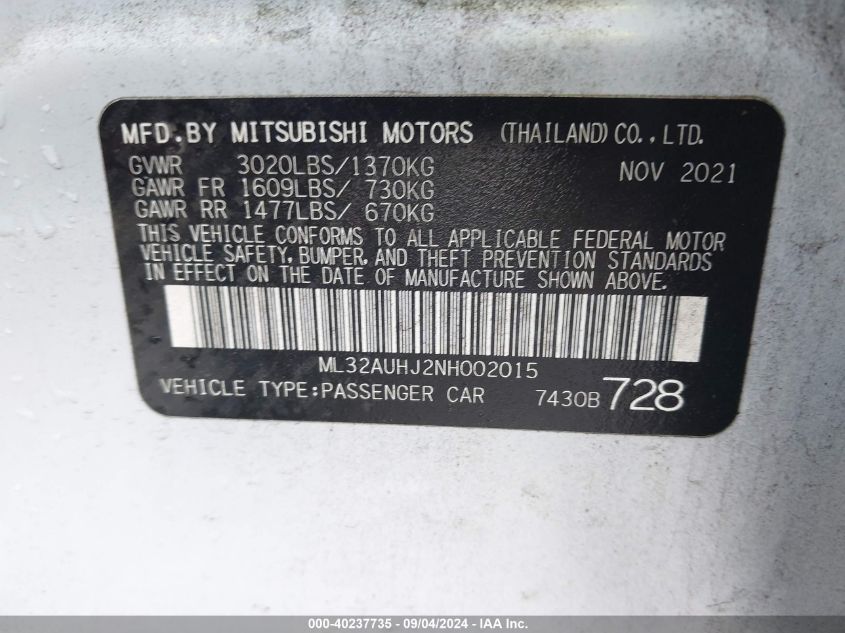 MFD.BY MITSUBISHI MOTORS (THAILAND) CO., LTD.
GVWR 3020LBS/1370KG NOV 2021
GAWR FR 1609LBS/ 730KG
GAWR RR 1477LBS/ 670KG
THIS VEHICLE CONFORMS TO ALL APPLICABLE FEDERAL MOTOR
VEHICLE SAFETY, BUMPER, AND THEFT PREVENTION STANDARDS
IN EFFECT ON THE DATE OF MANUFACTURE SHOWN ABOVE.
ML32AUHJ2NH002015
VEHICLE TYPE:PASSENGER CAR 7430B 728
000-40237735 - 09/04/2024 - IAA Inc.